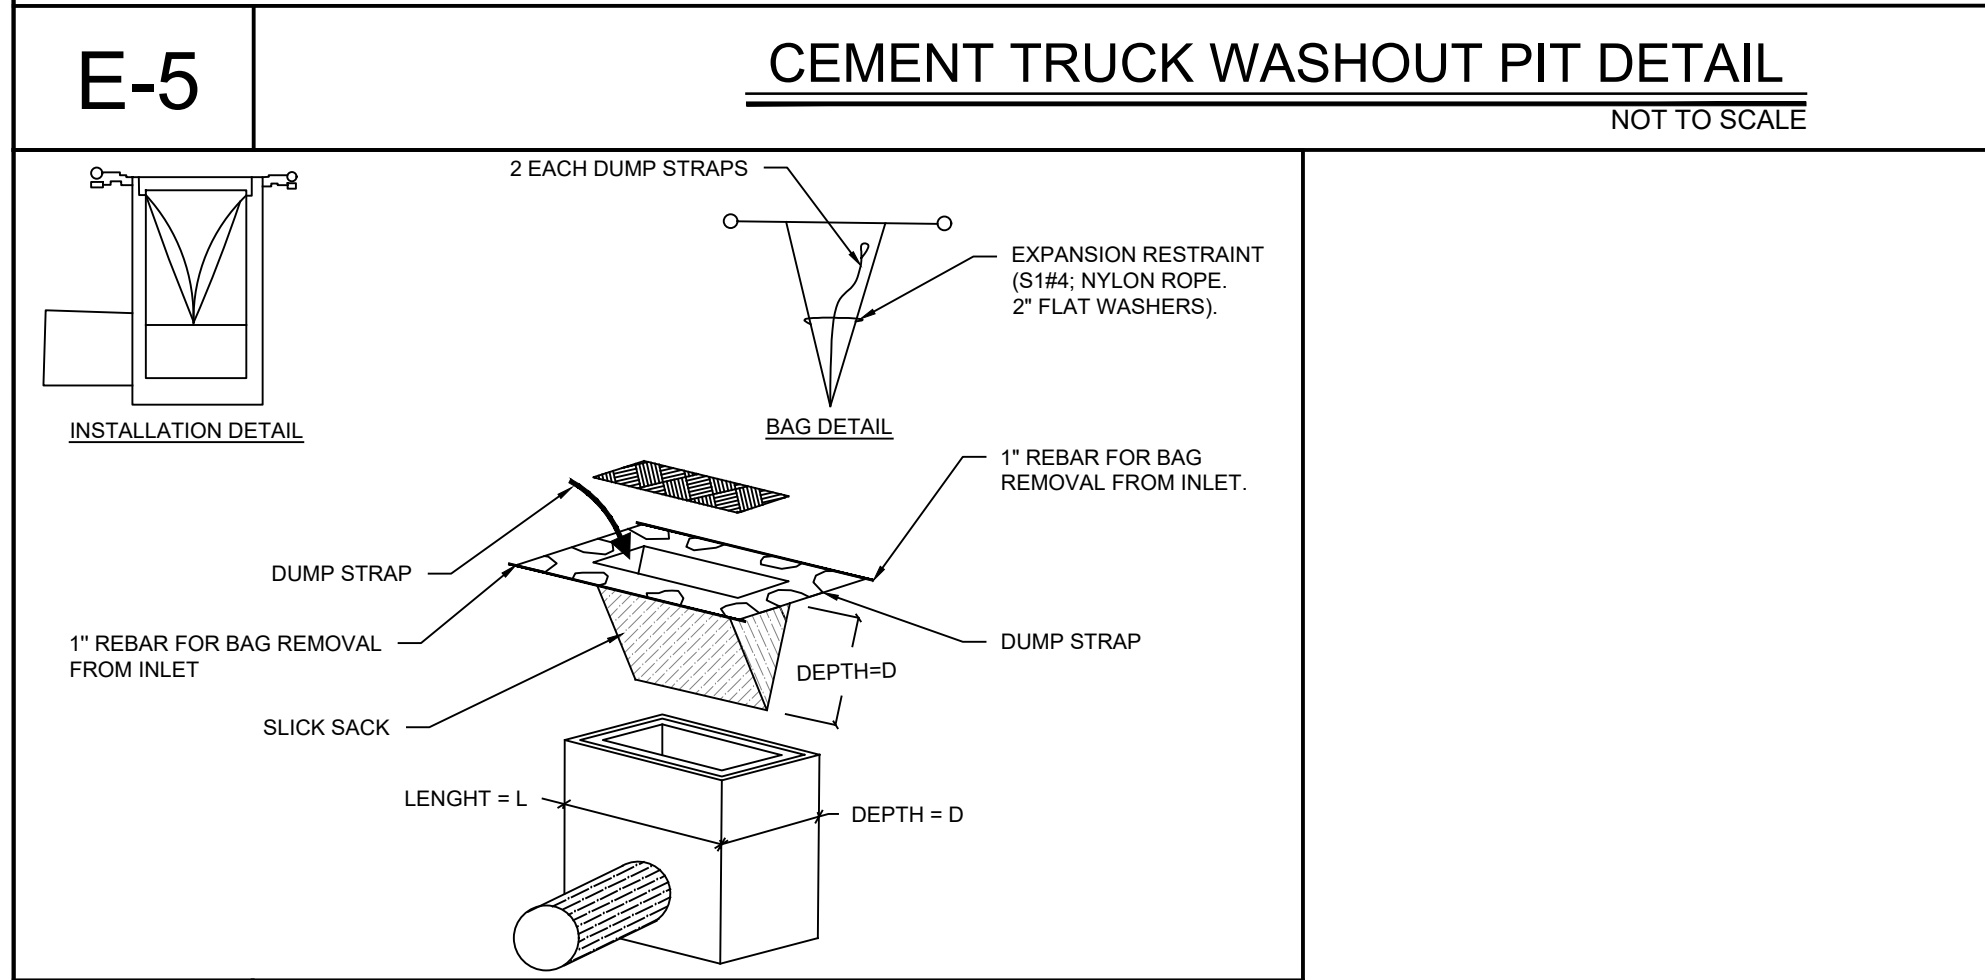 E-5
CEMENT TRUCK WASHOUT PIT DETAIL
NOT TO SCALE
2 EACH DUMP STRAPS
EXPANSION RESTRAINT
(S1#4; NYLON ROPE.
2" FLAT WASHERS).
INSTALLATION DETAIL
BAG DETAIL
1" REBAR FOR BAG
REMOVAL FROM INLET.
DUMP STRAP
1" REBAR FOR BAG REMOVAL
FROM INLET
DUMP STRAP
DEPTH=D
SLICK SACK
LENGHT = L
DEPTH = D